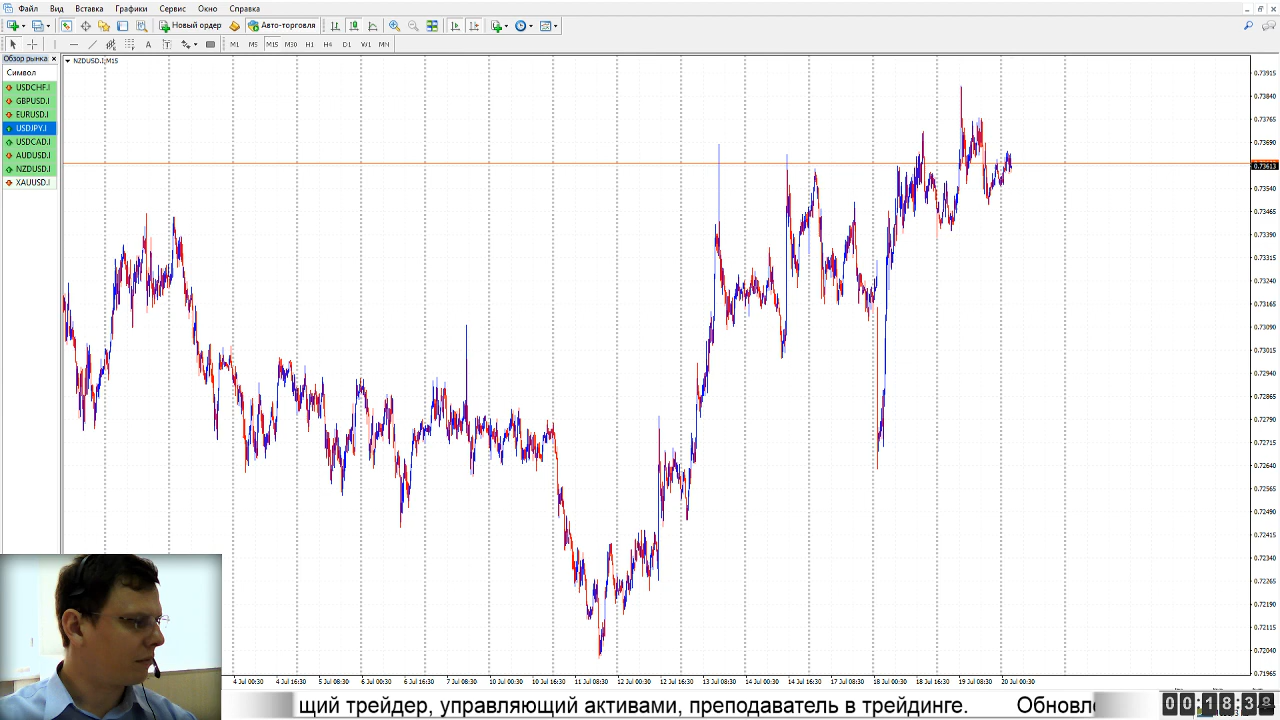 Файл Вид Вставка Графики Сервис Окно Справка
Новый ордер Авто-торговля
A T M1 M5 M15 M30 H1 H4 D1 W1 MN
Обзор рынка
Символ
USDCHF.I
GBPUSD.I
EURUSD.I
USDJPY.I
USDCAD.I
AUDUSD.I
NZDUSD.I
XAUUSD.I
NZDUSD.I,M15
0.73915
0.73840
0.73765
0.73690
0.73613
0.73540
0.73465
0.73390
0.73315
0.73240
0.73165
0.73090
0.73015
0.72940
0.72865
0.72790
0.72715
0.72640
0.72565
0.72490
0.72415
0.72340
0.72265
0.72190
0.72115
0.72040
0.71965
4 Jul 00:30 4 Jul 16:30 5 Jul 08:30 6 Jul 00:30 6 Jul 16:30 7 Jul 08:30 10 Jul 00:30 10 Jul 16:30 11 Jul 08:30 12 Jul 00:30 12 Jul 16:30 13 Jul 08:30 14 Jul 00:30 14 Jul 16:30 17 Jul 08:30 18 Jul 00:30 18 Jul 16:30 19 Jul 08:30 20 Jul 00:30
щий трейдер, управляющий активами, преподаватель в трейдинге. Обновл